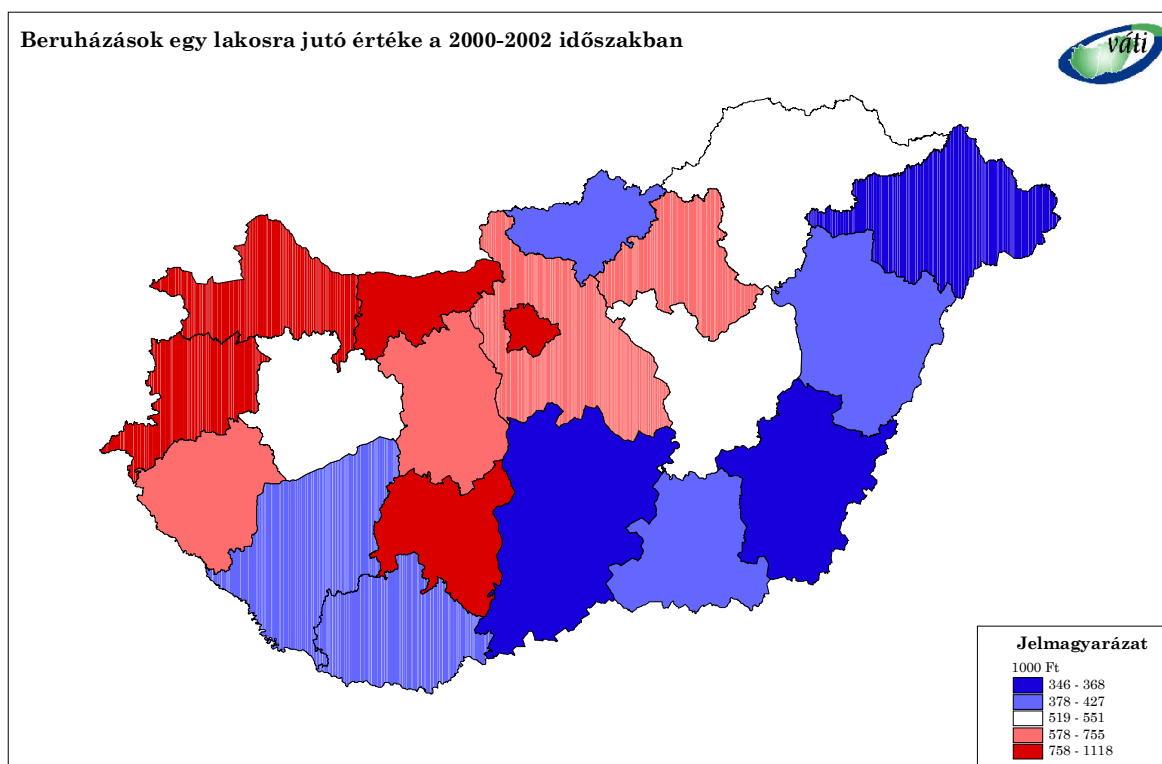 Beruházások egy lakosra jutó értéke a 2000-2002 időszakban
váti
Jelmagyarázat
1000 Ft
346 - 368
378 - 427
519 - 551
578 - 755
758 - 1118